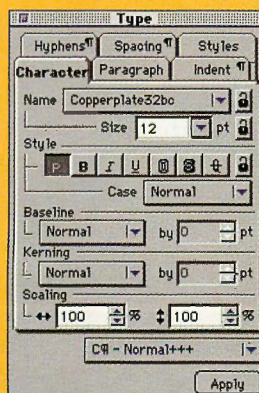 Type
Hyphens¶ Spacing¶ Styles
Character Paragraph Indent ¶
Name Copperplate32bc
Size 12 pt
Style
P B I U O S
Case Normal
Baseline
Normal by 0 pt
Kerning
Normal by 0 pt
Scaling
100 % 100 %
C¶ - Normal+++
Apply